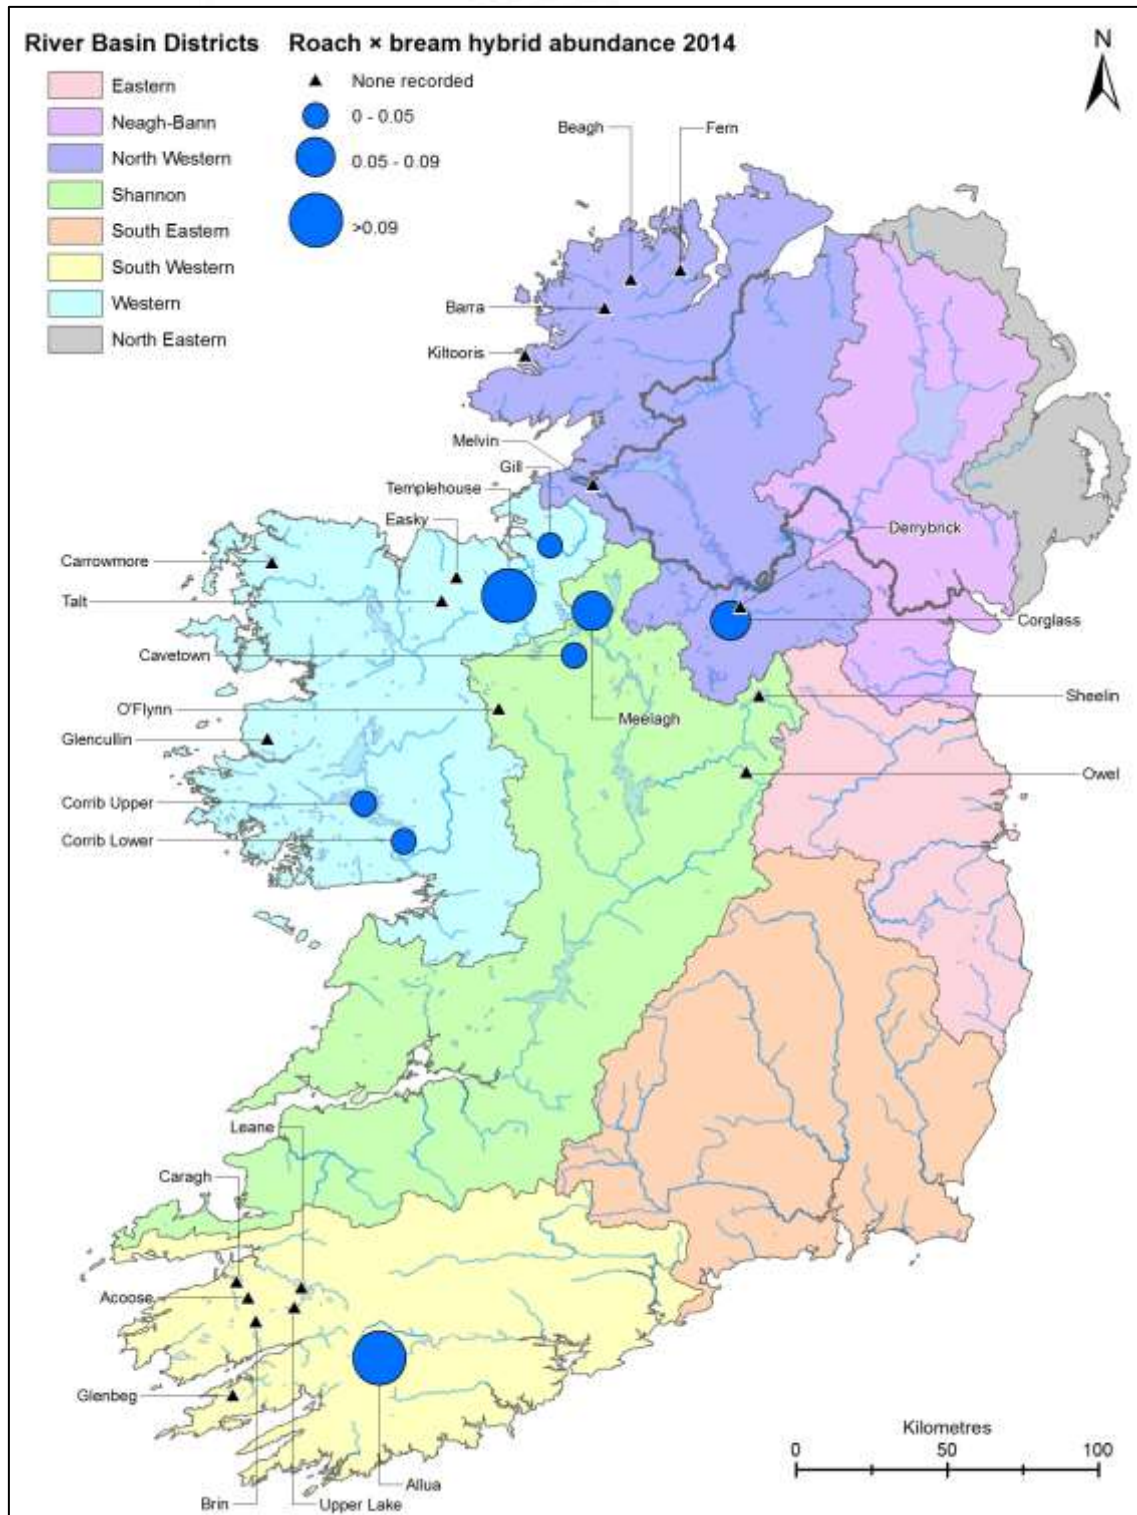 River Basin Districts
Eastern
Neagh-Bann
North Western
Shannon
South Eastern
South Western
Western
North Eastern
Roach × bream hybrid abundance 2014
None recorded
0 - 0.05
0.05 - 0.09
>0.09
N
Beagh
Fern
Barra
Kiltooris
Melvin
Gill
Templehouse
Easky
Derrybrick
Carrowmore
Talt
Corglass
Cavetown
Sheelin
O'Flynn
Meelagh
Glencullin
Owel
Corrib Upper
Corrib Lower
Leane
Caragh
Acoose
Glenbeg
Brin
Upper Lake
Allua
Kilometres
0 50 100